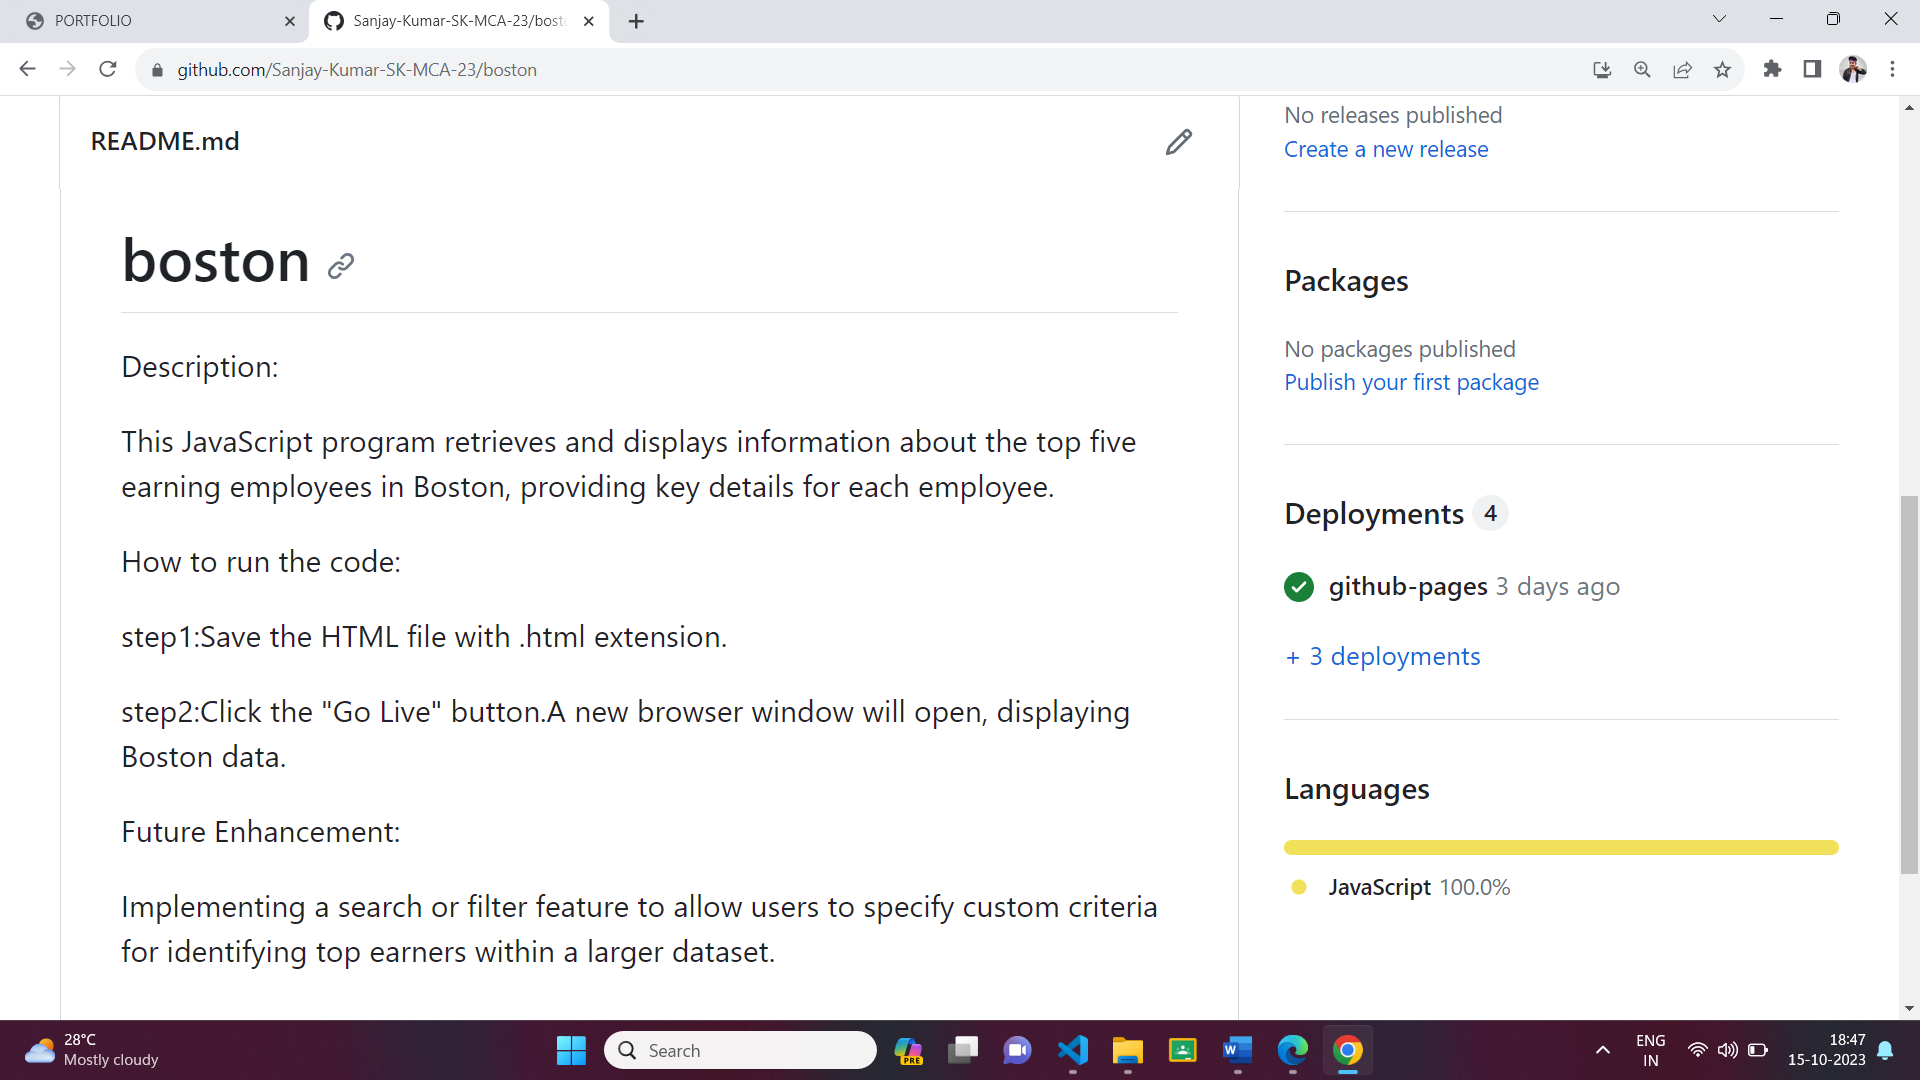 PORTFOLIO
Sanjay-Kumar-SK-MCA-23/bost
github.com/Sanjay-Kumar-SK-MCA-23/boston
README.md
boston
Description:
This JavaScript program retrieves and displays information about the top five
earning employees in Boston, providing key details for each employee.
How to run the code:
step1:Save the HTML file with .html extension.
step2:Click the "Go Live" button.A new browser window will open, displaying
Boston data.
Future Enhancement:
Implementing a search or filter feature to allow users to specify custom criteria
for identifying top earners within a larger dataset.
No releases published
Create a new release
Packages
No packages published
Publish your first package
Deployments 4
github-pages 3 days ago
+ 3 deployments
Languages
JavaScript 100.0%
28°C
Mostly cloudy
Search
PRE
W
ENG
IN
18:47
15-10-2023